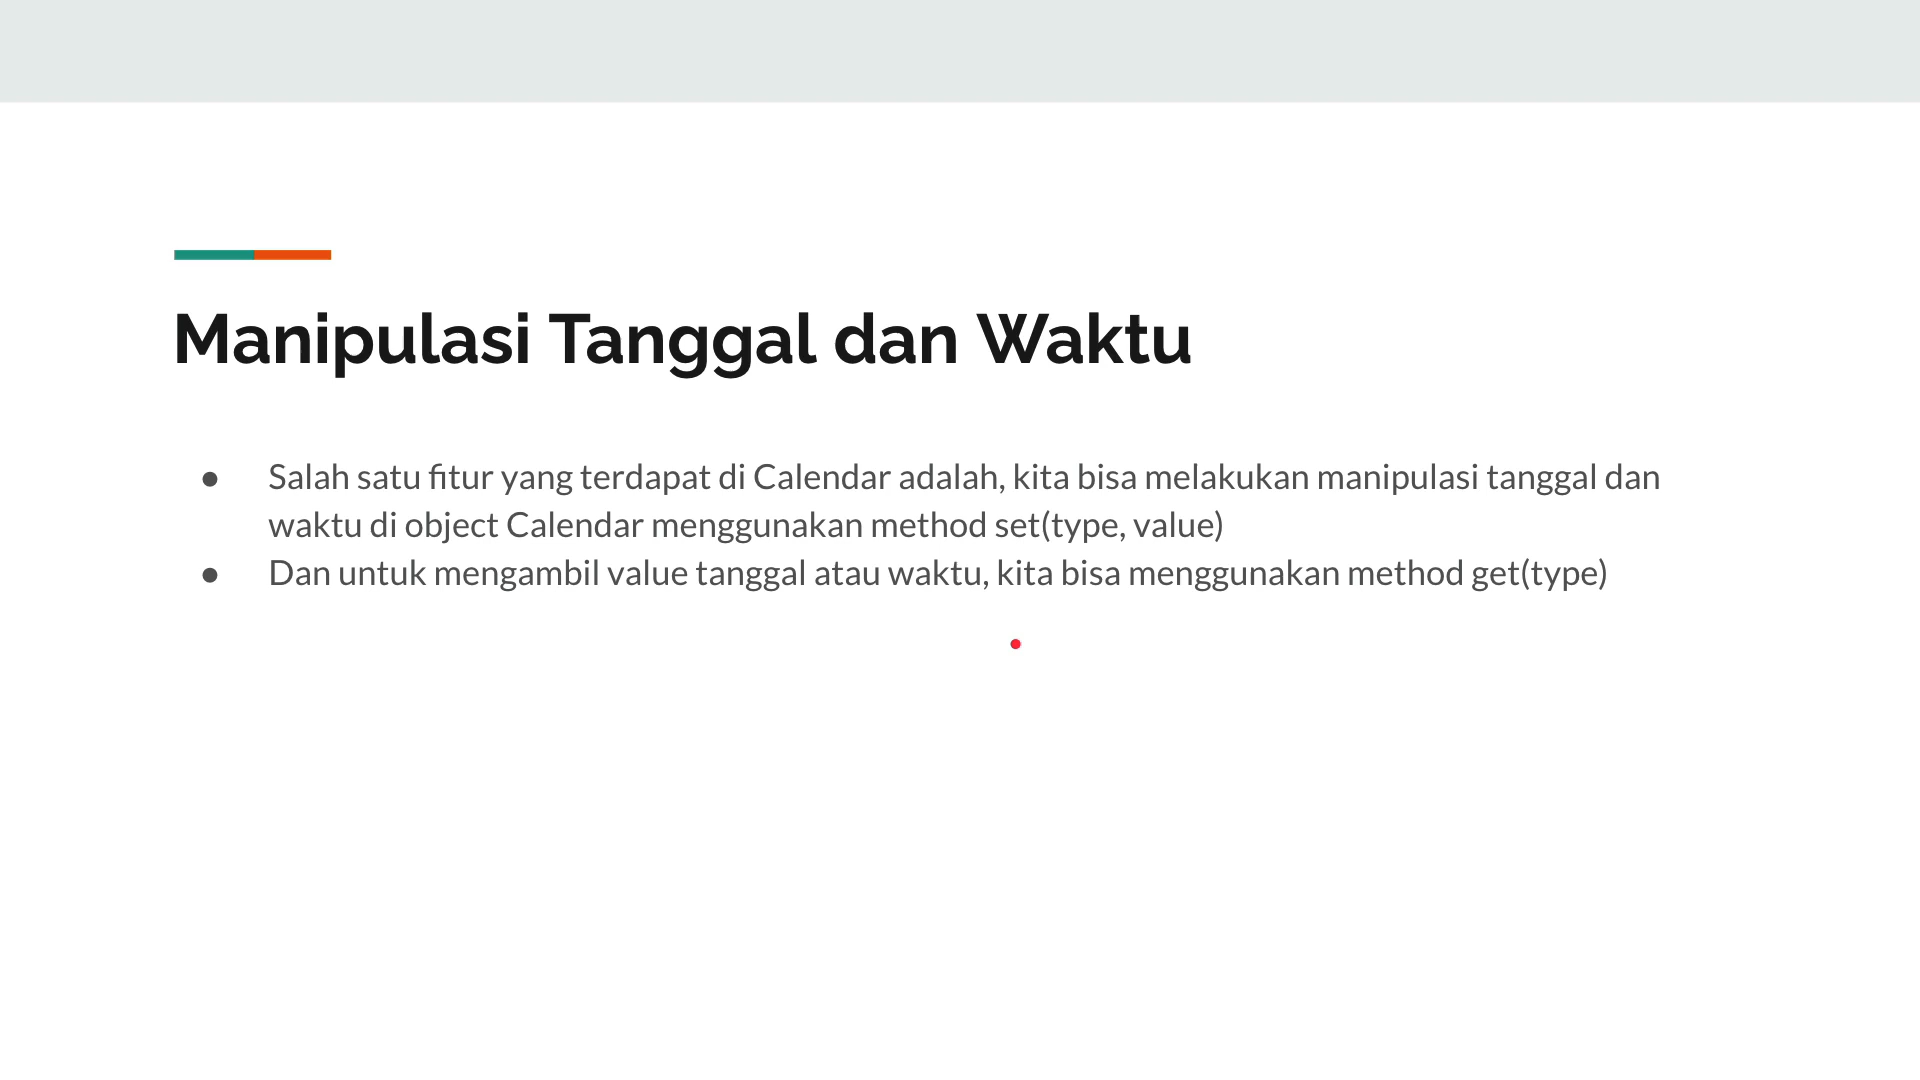 Manipulasi Tanggal dan Waktu
● Salah satu fitur yang terdapat di Calendar adalah, kita bisa melakukan manipulasi tanggal dan
waktu di object Calendar menggunakan method set(type, value)
● Dan untuk mengambil value tanggal atau waktu, kita bisa menggunakan method get(type)